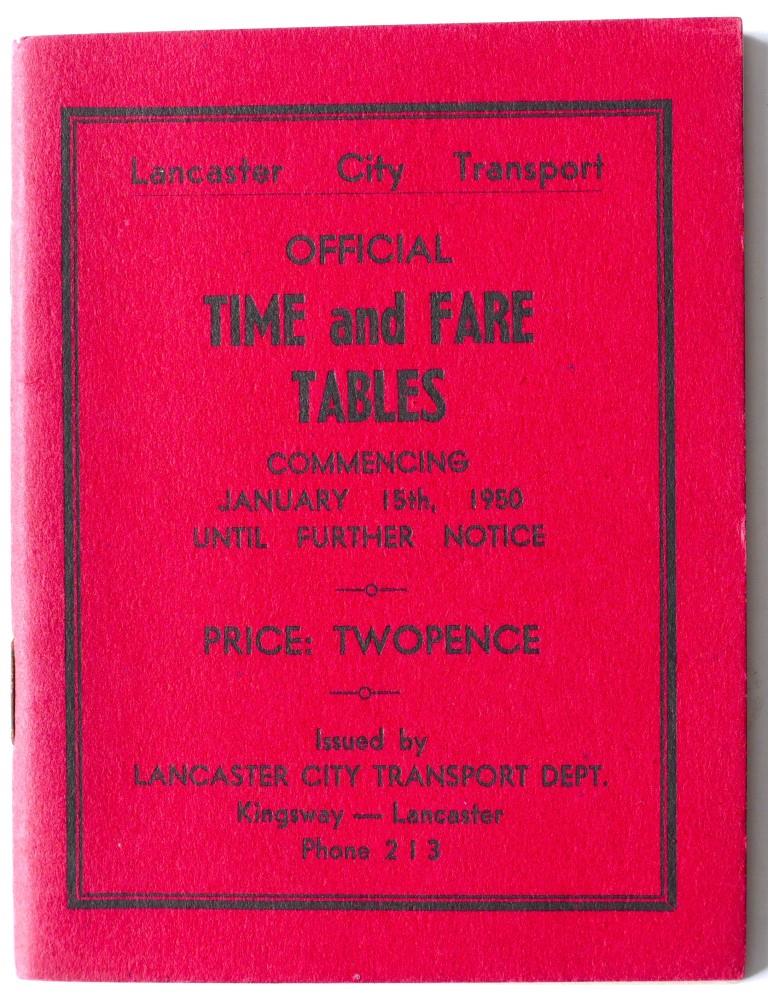 Lancaster City Transport
OFFICIAL
TIME and FARE
TABLES
COMMENCING
JANUARY 15th, 1950
UNTIL FURTHER NOTICE
PRICE: TWOPENCE
Issued by
LANCASTER CITY TRANSPORT DEPT.
Kingsway — Lancaster
Phone 213